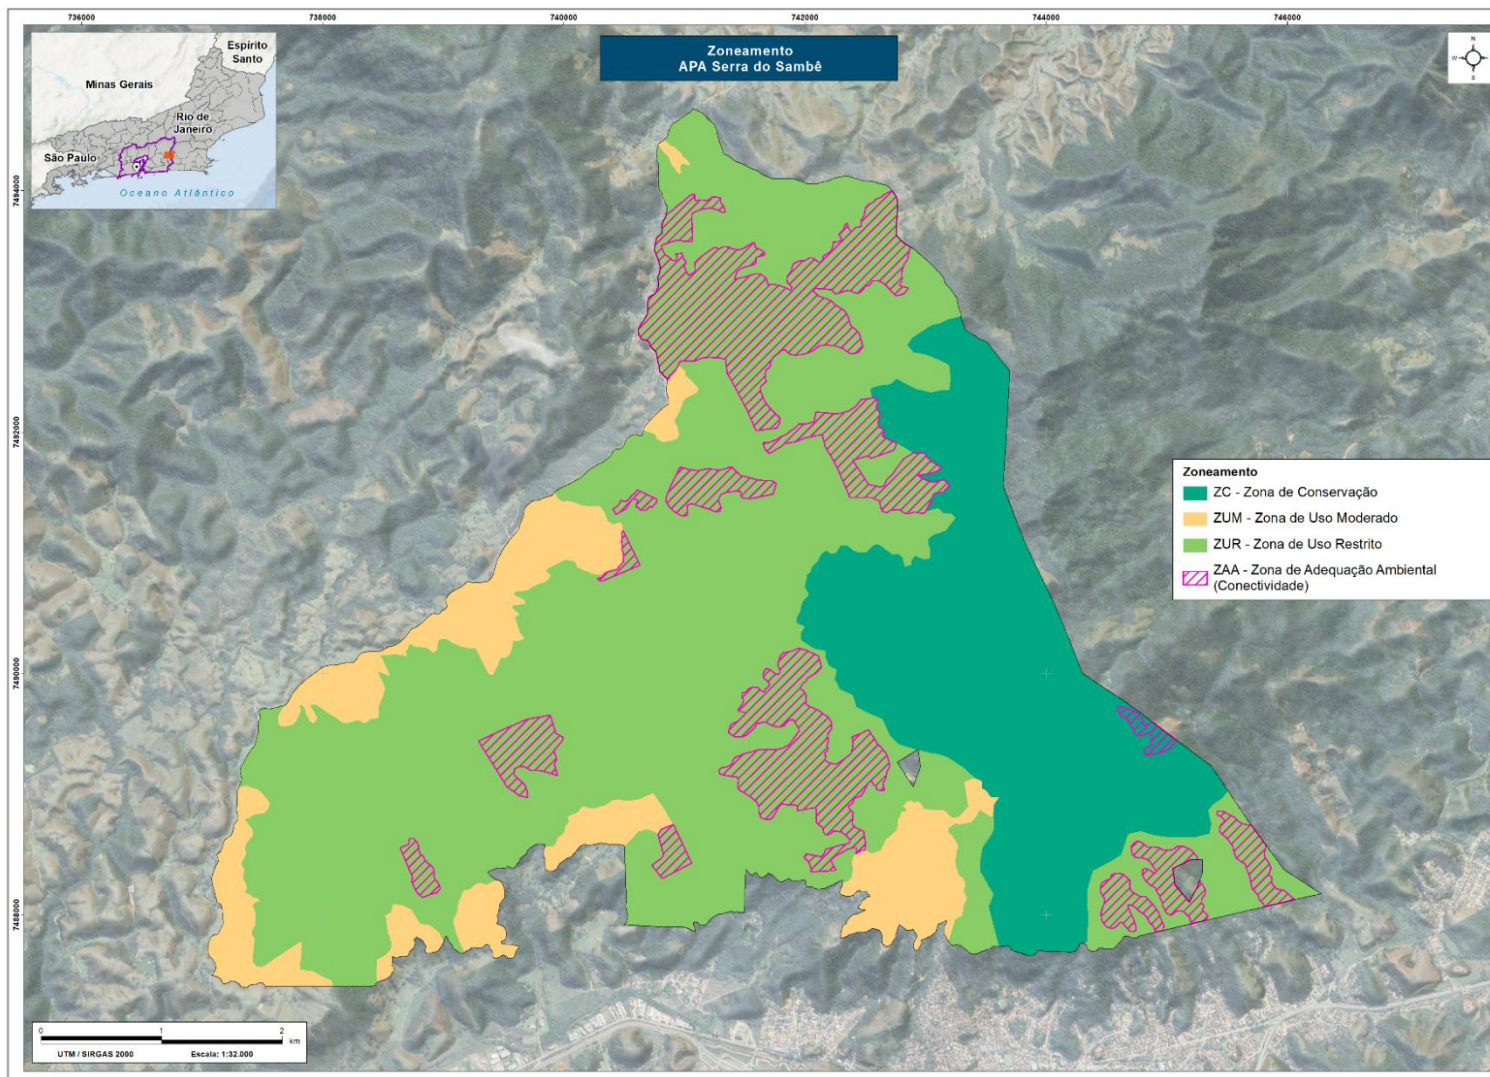 736000
738000
740000
742000
744000
746000
Zoneamento
APA Serra do Sambê
N
S
Espírito
Santo
Minas Gerais
Rio de
Janeiro
São Paulo
Oceano Atlântico
7494000
7492000
7490000
7488000
Zoneamento
ZC - Zona de Conservação
ZUM - Zona de Uso Moderado
ZUR - Zona de Uso Restrito
ZAA - Zona de Adequação Ambiental
(Conectividade)
0 1 2
km
UTM / SIRGAS 2000 Escala: 1:32.000